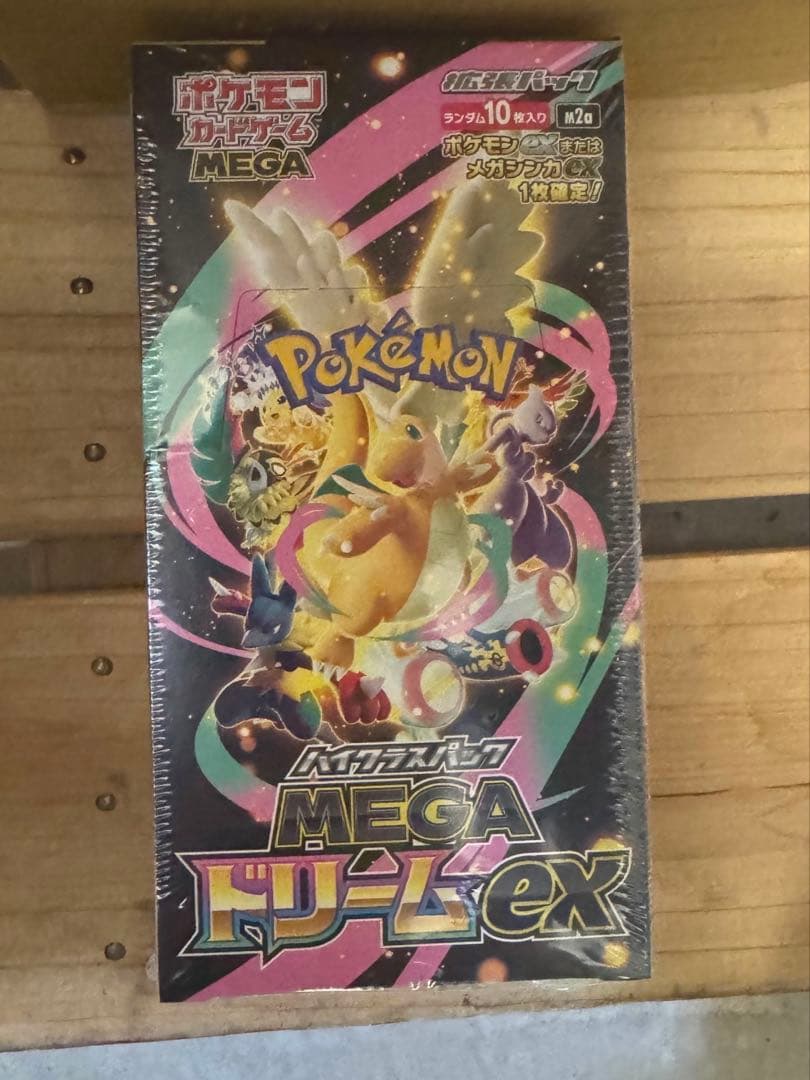 ポケモン
カードゲーム
MEGA
拡張パック
ランダム10枚入り M2a
ポケモンexまたは
メガシンカex
1枚確定!
POKÉMON
ハイクラスパック
MEGA
ドリームex